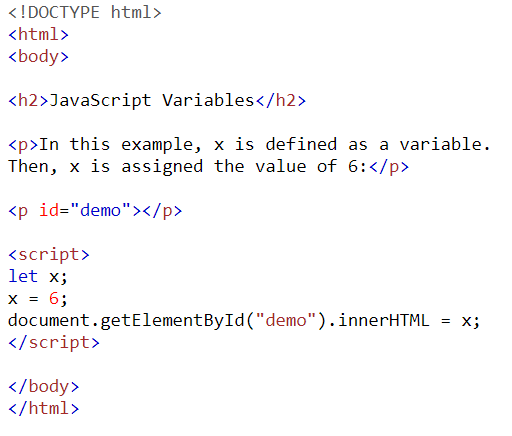 <!DOCTYPE html>
<html>
<body>
<h2>JavaScript Variables</h2>
<p>In this example, x is defined as a variable.
Then, x is assigned the value of 6:</p>
<p id="demo"></p>
<script>
let x;
x = 6;
document.getElementById("demo").innerHTML = x;
</script>
</body>
</html>